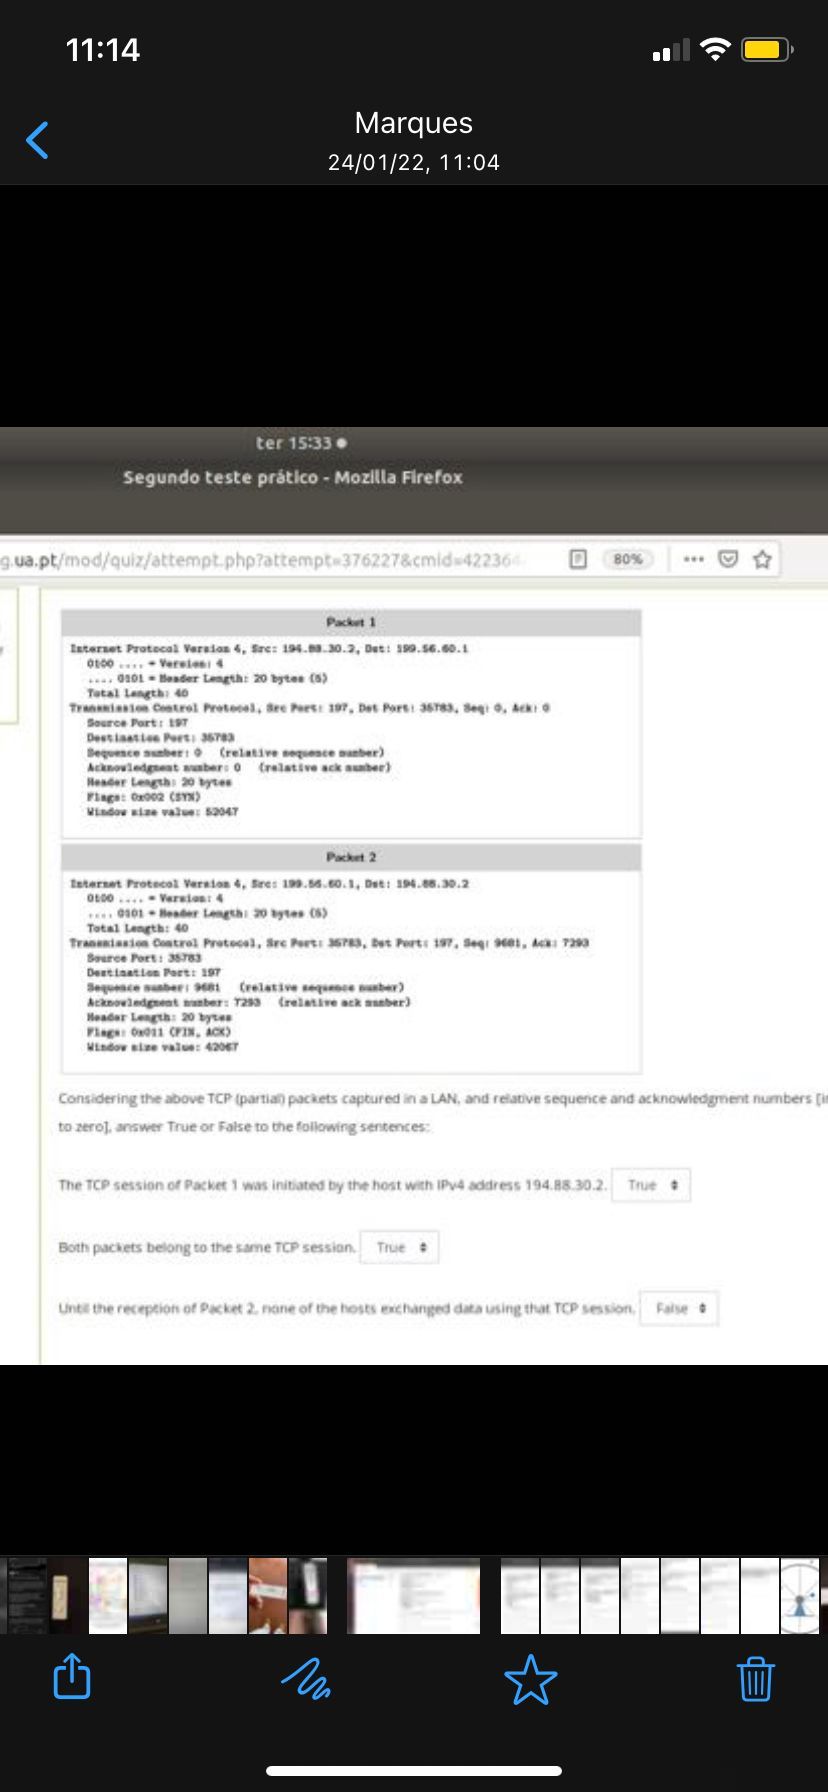 11:14
Marques
24/01/22, 11:04
ter 15:33
Segundo teste prático - Mozilla Firefox
g.ua.pt/mod/quiz/attempt.php?attempt=376227&cmid=422364
80%
Packet 1
Internet Protocol Version 4, Src: 194.88.30.2, Dst: 199.56.60.1
0100 .... = Version: 4
.... 0101 = Header Length: 20 bytes (5)
Total Length: 40
Transmission Control Protocol, Src Port: 197, Dst Port: 35783, Seq: 0, Ack: 0
Source Port: 197
Destination Port: 35783
Sequence number: 0 (relative sequence number)
Acknowledgment number: 0 (relative ack number)
Header Length: 20 bytes
Flags: 0x002 (SYN)
Window size value: 52047
Packet 2
Internet Protocol Version 4, Src: 199.56.60.1, Dst: 194.88.30.2
0100 .... = Version: 4
.... 0101 = Header Length: 20 bytes (5)
Total Length: 40
Transmission Control Protocol, Src Port: 35783, Dst Port: 197, Seq: 9681, Ack: 7293
Source Port: 35783
Destination Port: 197
Sequence number: 9681 (relative sequence number)
Acknowledgment number: 7293 (relative ack number)
Header Length: 20 bytes
Flags: 0x011 (FIN, ACK)
Window size value: 42067
Considering the above TCP (partial) packets captured in a LAN, and relative sequence and acknowledgment numbers [in
to zero], answer True or False to the following sentences:
The TCP session of Packet 1 was initiated by the host with IPv4 address 194.88.30.2. True
Both packets belong to the same TCP session. True
Until the reception of Packet 2, none of the hosts exchanged data using that TCP session. False